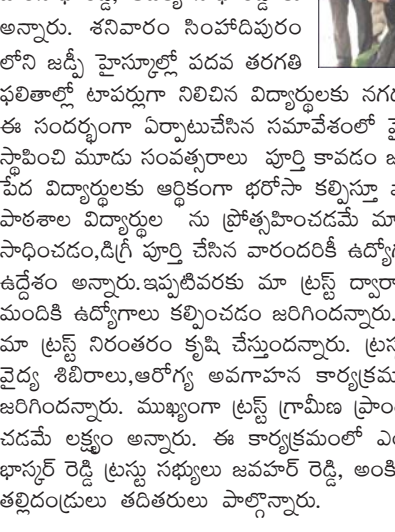 అన్నారు. శనివారం సింహాదిపురం
లోని జడ్పీ హైస్కూల్లో పదవ తరగతి
ఫలితాల్లో టాపర్లుగా నిలిచిన విద్యార్థులకు నగద
ఈ సందర్భంగా ఏర్పాటుచేసిన సమావేశంలో
స్థాపించి మూడు సంవత్సరాలు పూర్తి కావడం
పేద విద్యార్థులకు ఆర్థికంగా భరోసా కల్పిస్తూ
పాఠశాల విద్యార్థుల ను ప్రోత్సహించడమే మా
సాధించడం,డిగ్రీ పూర్తి చేసిన వారందరికీ ఉద్యోగ
ఉద్దేశం అన్నారు.ఇప్పటివరకు మా ట్రస్ట్ ద్వారా
మందికి ఉద్యోగాలు కల్పించడం జరిగిందన్నారు.
మా ట్రస్ట్ నిరంతరం కృషి చేస్తుందన్నారు. ట్రస్
వైద్య శిబిరాలు,ఆరోగ్య అవగాహన కార్యక్రమ
జరిగిందన్నారు. ముఖ్యంగా ట్రస్ట్ గ్రామీణ ప్రాం
చడమే లక్ష్యం అన్నారు. ఈ కార్యక్రమంలో ఎం
భాస్కర్ రెడ్డి ట్రస్టు సభ్యులు జవహర్ రెడ్డి, అంకి
తల్లిదండ్రులు తదితరులు పాల్గొన్నారు.